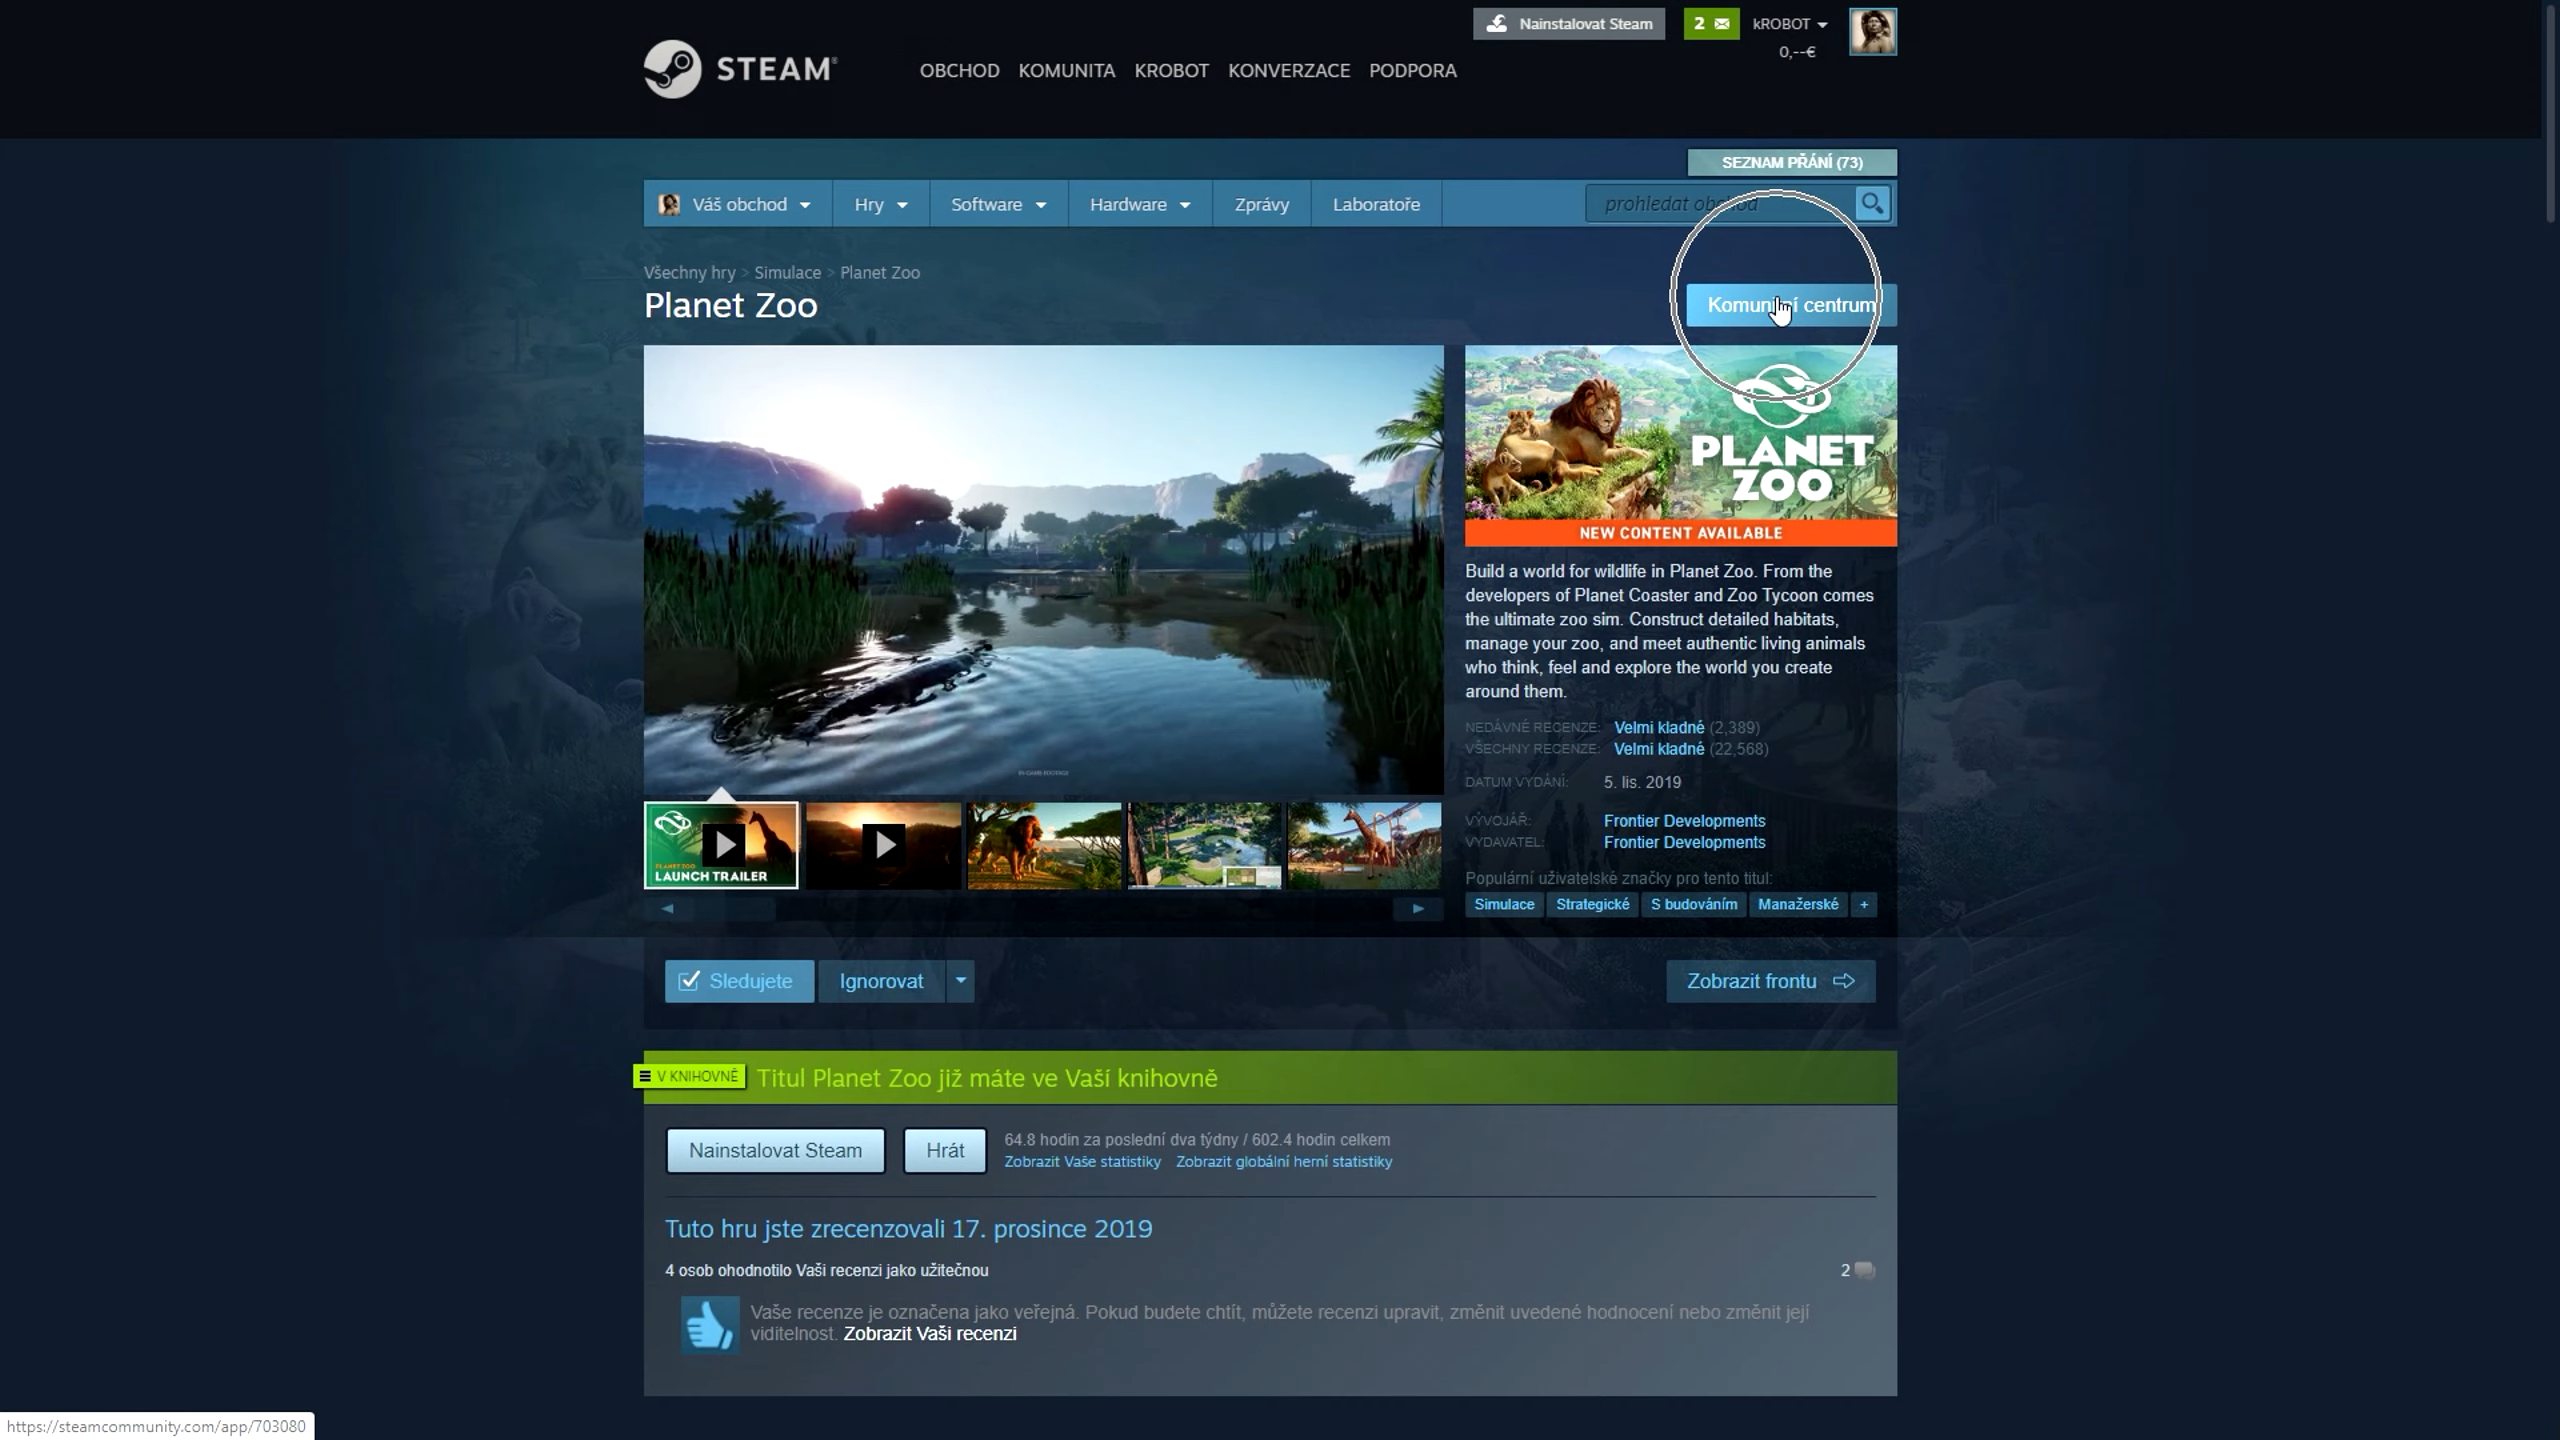 Nainstalovat Steam
2
kROBOT
0,--€
STEAM®
OBCHOD KOMUNITA KROBOT KONVERZACE PODPORA
SEZNAM PŘÁNÍ (73)
Váš obchod Hry Software Hardware Zprávy Laboratoře
prohledat obchod
Všechny hry > Simulace > Planet Zoo
Planet Zoo
Komunitní centrum
PLANET
ZOO
NEW CONTENT AVAILABLE
Build a world for wildlife in Planet Zoo. From the
developers of Planet Coaster and Zoo Tycoon comes
the ultimate zoo sim. Construct detailed habitats,
manage your zoo, and meet authentic living animals
who think, feel and explore the world you create
around them.
NEDÁVNÉ RECENZE: Velmi kladné (2,389)
VŠECHNY RECENZE: Velmi kladné (22,568)
DATUM VYDÁNÍ: 5. lis. 2019
VÝVOJÁŘ: Frontier Developments
VYDAVATEL: Frontier Developments
Populární uživatelské značky pro tento titul:
Simulace Strategické S budováním Manažerské +
IN-GAME FOOTAGE
PLANET ZOO
LAUNCH TRAILER
Sledujete Ignorovat
Zobrazit frontu
V KNIHOVNĚ Titul Planet Zoo již máte ve Vaší knihovně
Nainstalovat Steam Hrát
64.8 hodin za poslední dva týdny / 602.4 hodin celkem
Zobrazit Vaše statistiky Zobrazit globální herní statistiky
Tuto hru jste zrecenzovali 17. prosince 2019
4 osob ohodnotilo Vaši recenzi jako užitečnou
2
Vaše recenze je označena jako veřejná. Pokud budete chtít, můžete recenzi upravit, změnit uvedené hodnocení nebo změnit její
viditelnost. Zobrazit Vaši recenzi
https://steamcommunity.com/app/703080